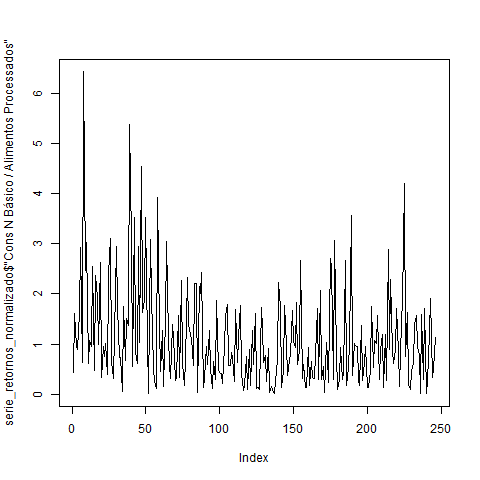 serie_retornos_normalizado$"Cons N Básico / Alimentos Processados"
6
5
4
3
2
1
0
0 50 100 150 200 250
Index